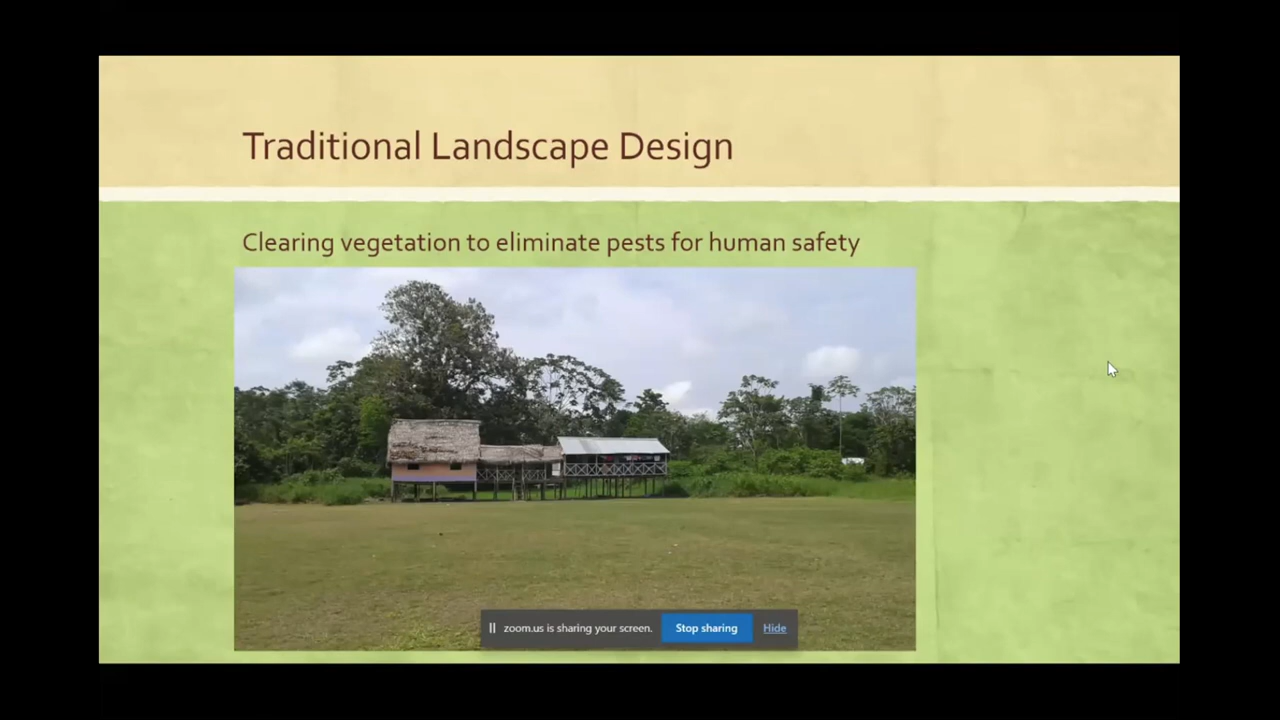 Traditional Landscape Design
Clearing vegetation to eliminate pests for human safety
zoom.us is sharing your screen. Stop sharing Hide